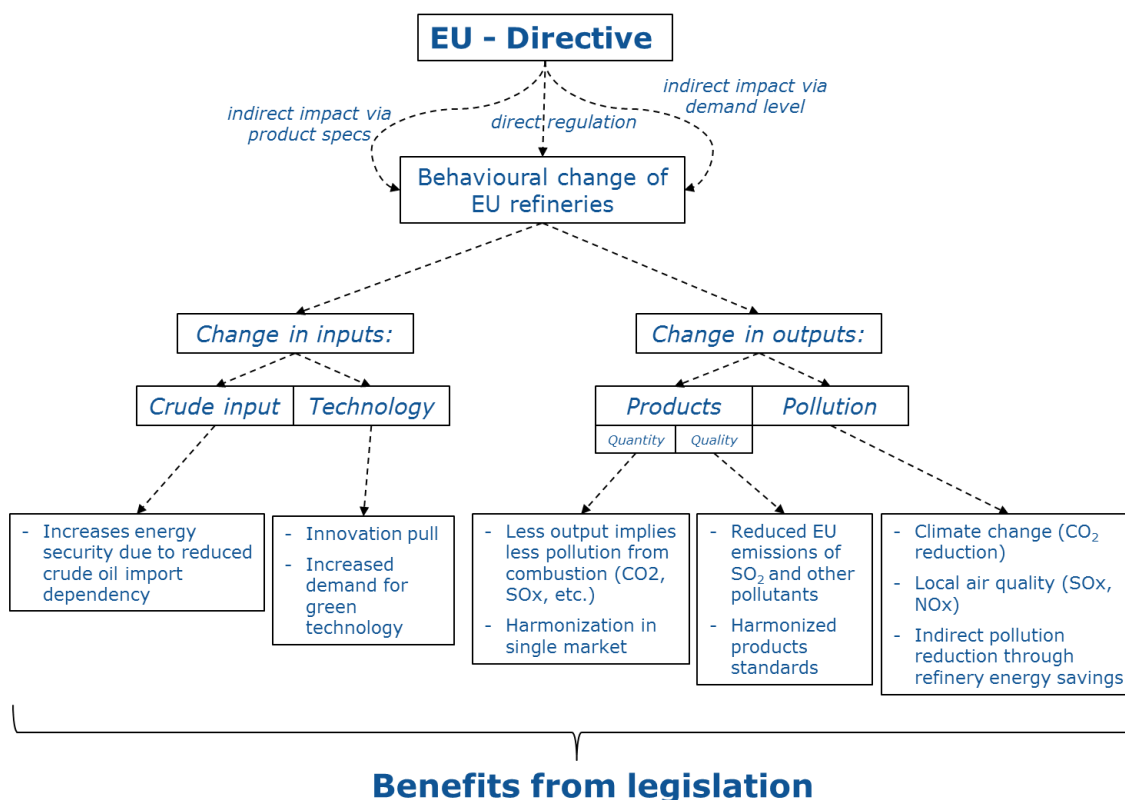 EU - Directive
indirect impact via
product specs
direct regulation
indirect impact via
demand level
Behavioural change of
EU refineries
Change in inputs:
Change in outputs:
Crude input
Technology
Products
Pollution
Quantity
Quality
- Increases energy
security due to reduced
crude oil import
dependency
- Innovation pull
- Increased
demand for
green
technology
- Less output implies
less pollution from
combustion (CO2,
SOx, etc.)
- Harmonization in
single market
- Reduced EU
emissions of
SO₂ and other
pollutants
- Harmonized
products
standards
- Climate change (CO₂
reduction)
- Local air quality (SOx,
NOx)
- Indirect pollution
reduction through
refinery energy savings
Benefits from legislation